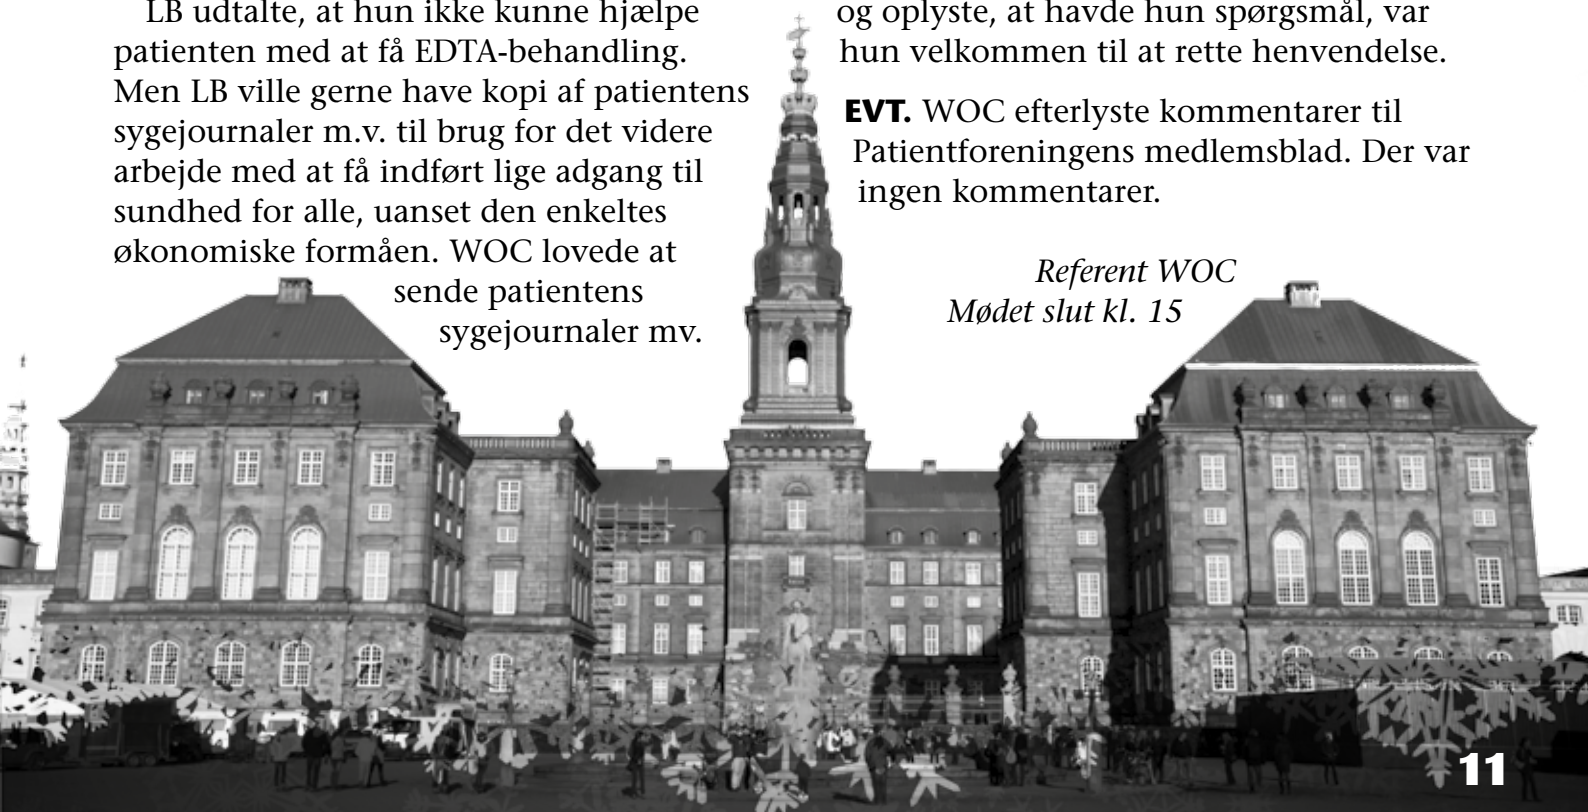 LB udtalte, at hun ikke kunne hjælpe
patienten med at få EDTA-behandling.
Men LB ville gerne have kopi af patientens
sygejournaler m.v. til brug for det videre
arbejde med at få indført lige adgang til
sundhed for alle, uanset den enkeltes
økonomiske formåen. WOC lovede at
sende patientens
sygejournaler mv.
og oplyste, at havde hun spørgsmål, var
hun velkommen til at rette henvendelse.
EVT. WOC efterlyste kommentarer til
Patientforeningens medlemsblad. Der var
ingen kommentarer.
Referent WOC
Mødet slut kl. 15
11